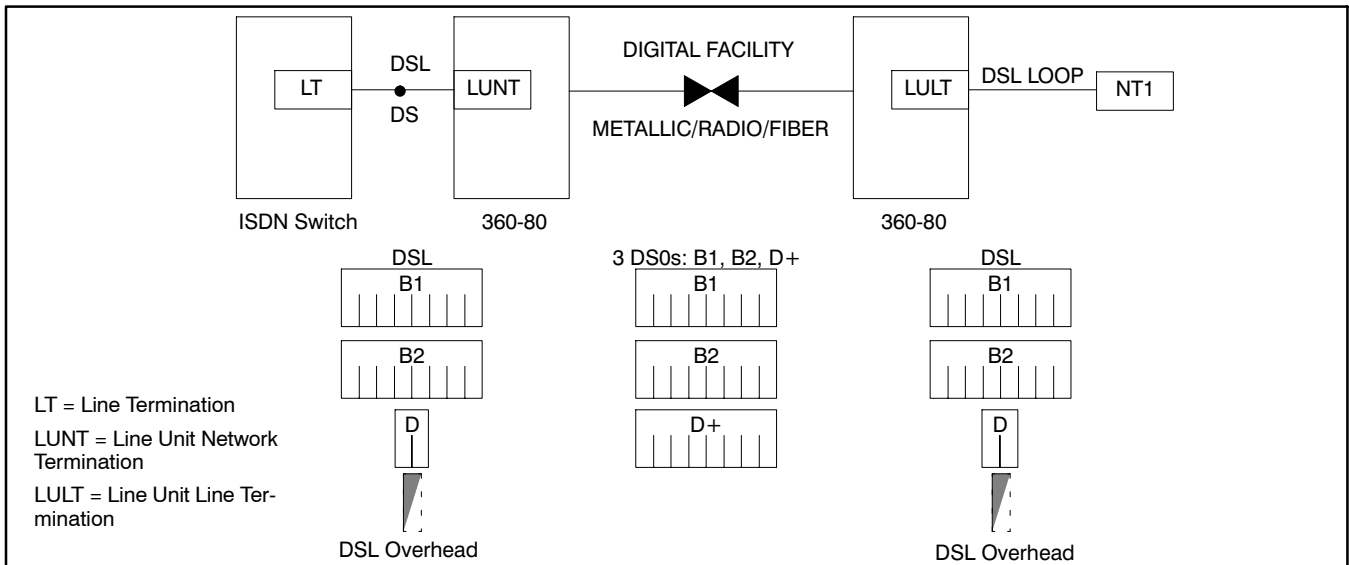 DIGITAL FACILITY
DSL
DSL LOOP
LT
LUNT
LULT
NT1
DS
METALLIC/RADIO/FIBER
ISDN Switch
360-80
360-80
DSL
3 DS0s: B1, B2, D+
DSL
B1
B1
B1
B2
B2
B2
LT = Line Termination
D
D+
D
LUNT = Line Unit Network
Termination
LULT = Line Unit Line Ter-
mination
DSL Overhead
DSL Overhead